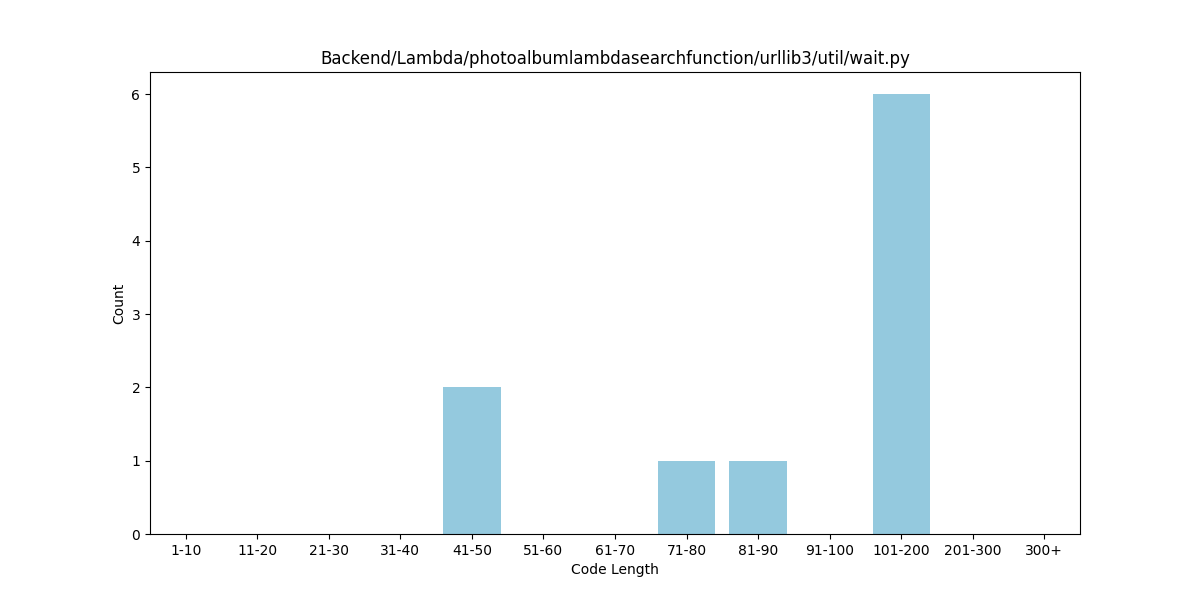 Backend/Lambda/photoalbumlambdasearchfunction/urllib3/util/wait.py
6
5
4
3
2
1
0
Count
1-10 11-20 21-30 31-40 41-50 51-60 61-70 71-80 81-90 91-100 101-200 201-300 300+
Code Length